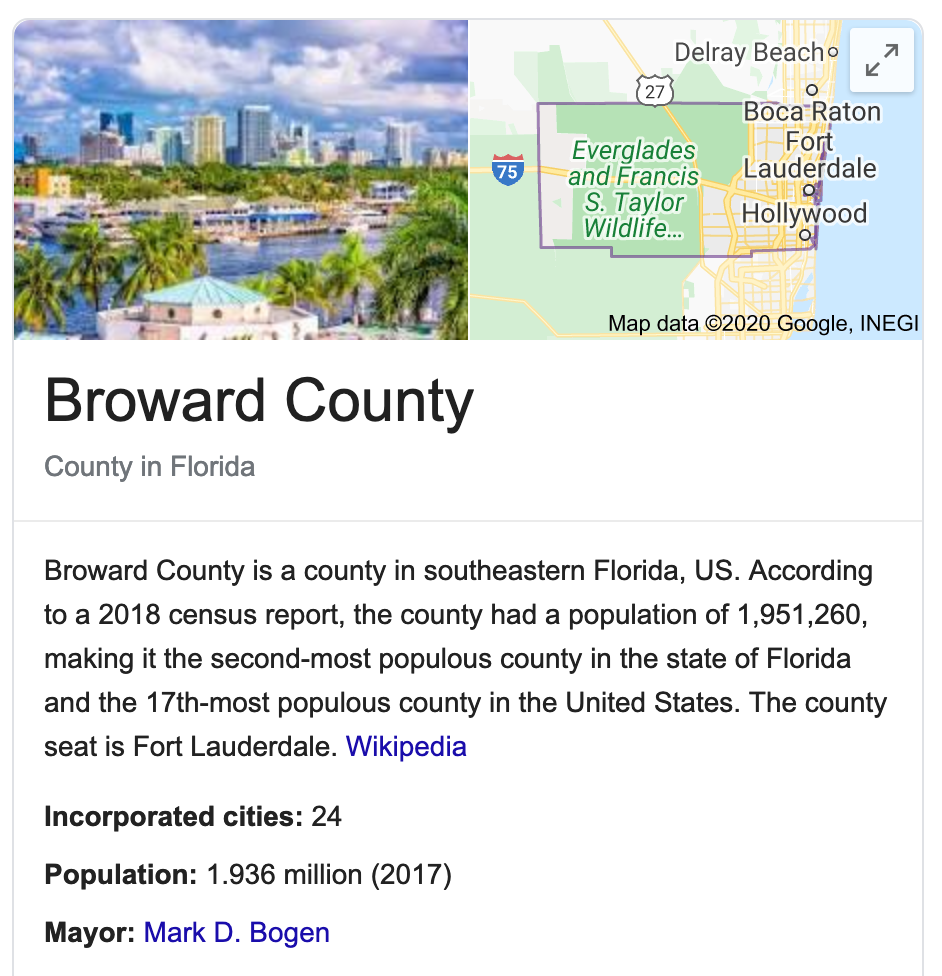 Delray Beach
27
Boca Raton
Fort
Lauderdale
75
Everglades
and Francis
S. Taylor
Wildlife...
Hollywood
Map data ©2020 Google, INEGI
Broward County
County in Florida
Broward County is a county in southeastern Florida, US. According
to a 2018 census report, the county had a population of 1,951,260,
making it the second-most populous county in the state of Florida
and the 17th-most populous county in the United States. The county
seat is Fort Lauderdale. Wikipedia
Incorporated cities: 24
Population: 1.936 million (2017)
Mayor: Mark D. Bogen